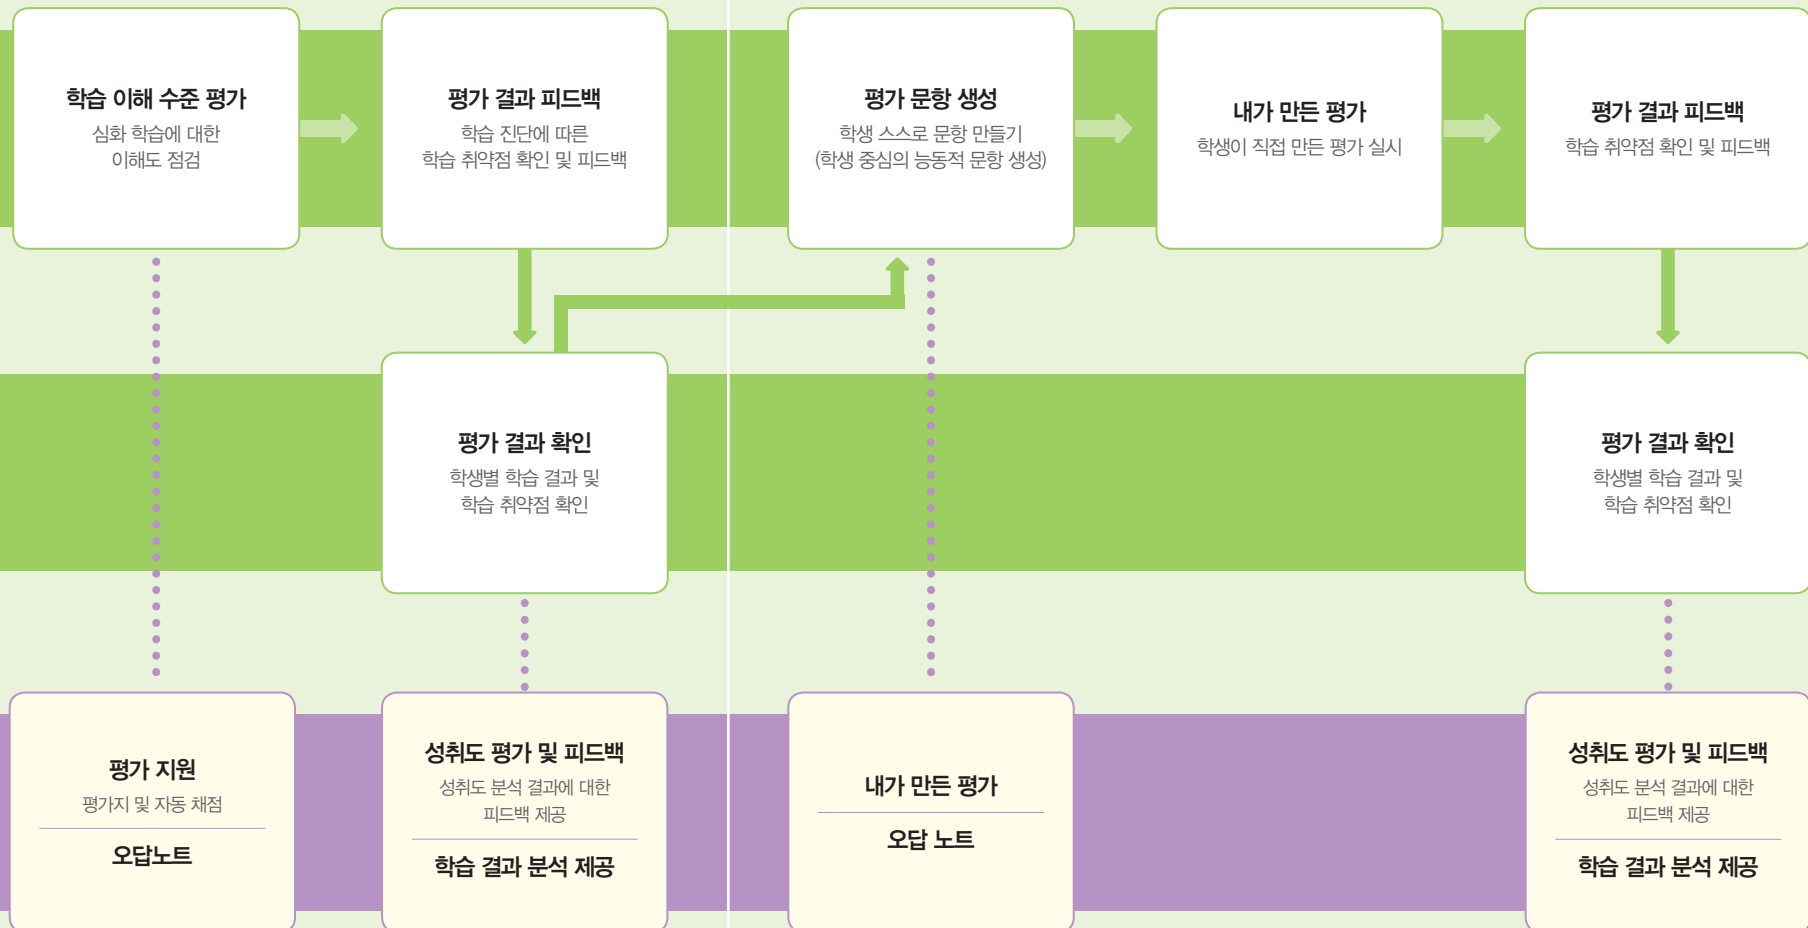 학습 이해 수준 평가
심화 학습에 대한
이해도 점검
평가 결과 피드백
학습 진단에 따른
학습 취약점 확인 및 피드백
평가 문항 생성
학생 스스로 문항 만들기
(학생 중심의 능동적 문항 생성)
내가 만든 평가
학생이 직접 만든 평가 실시
평가 결과 피드백
학습 취약점 확인 및 피드백
평가 결과 확인
학생별 학습 결과 및
학습 취약점 확인
평가 결과 확인
학생별 학습 결과 및
학습 취약점 확인
평가 지원
평가지 및 자동 채점
오답노트
성취도 평가 및 피드백
성취도 분석 결과에 대한
피드백 제공
학습 결과 분석 제공
내가 만든 평가
오답 노트
성취도 평가 및 피드백
성취도 분석 결과에 대한
피드백 제공
학습 결과 분석 제공